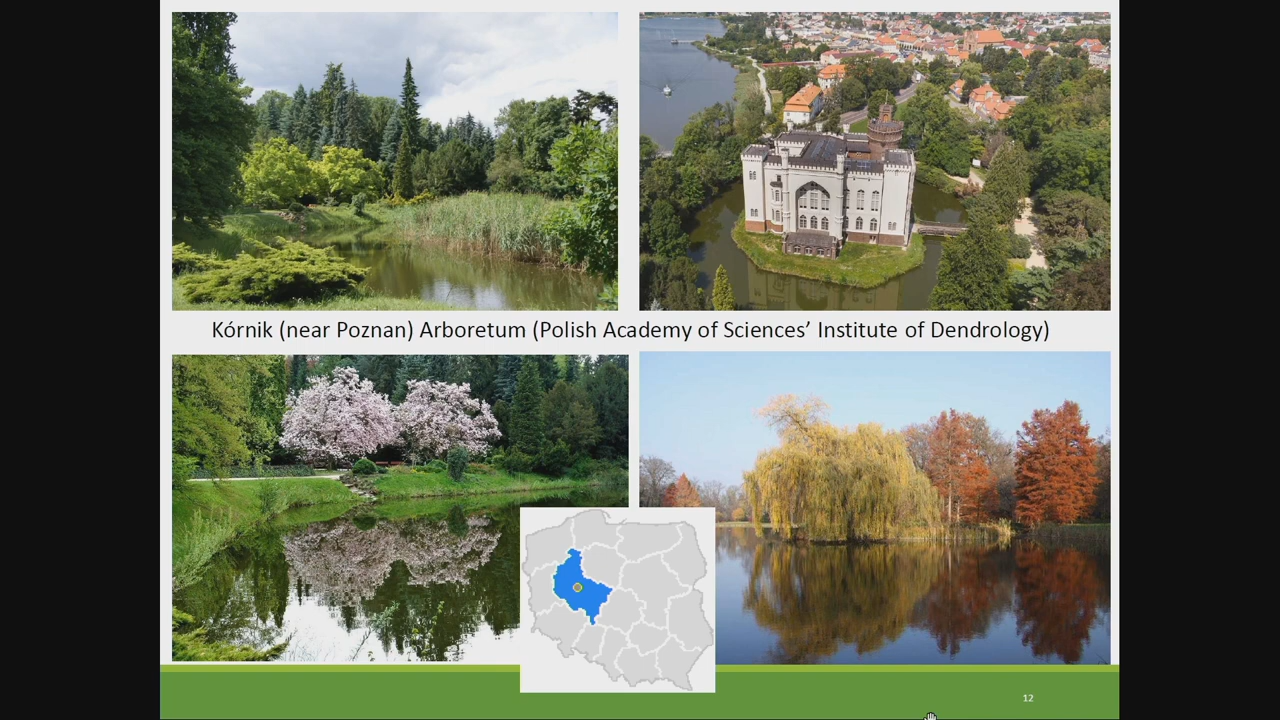 Kórnik (near Poznan) Arboretum (Polish Academy of Sciences’ Institute of Dendrology)
12